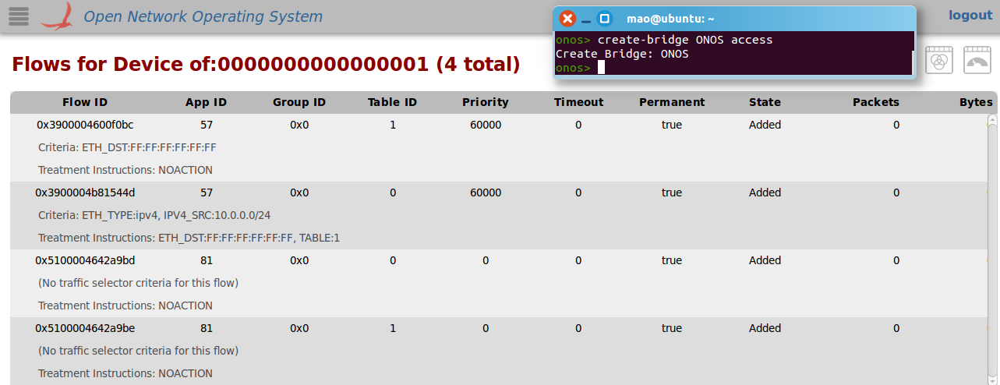 Open Network Operating System
logout
mao@ubuntu: ~
onos> create-bridge ONOS access
Create Bridge: ONOS
onos>
Flows for Device of:0000000000000001 (4 total)
Flow ID App ID Group ID Table ID Priority Timeout Permanent State Packets Bytes
0x3900004600f0bc 57 0x0 1 60000 0 true Added 0
Criteria: ETH_DST:FF:FF:FF:FF:FF:FF
Treatment Instructions: NOACTION
0x3900004b81544d 57 0x0 0 60000 0 true Added 0
Criteria: ETH_TYPE:ipv4, IPV4_SRC:10.0.0.0/24
Treatment Instructions: ETH_DST:FF:FF:FF:FF:FF:FF, TABLE:1
0x5100004642a9bd 81 0x0 0 0 0 true Added 0
(No traffic selector criteria for this flow)
Treatment Instructions: NOACTION
0x5100004642a9be 81 0x0 1 0 0 true Added 0
(No traffic selector criteria for this flow)
Treatment Instructions: NOACTION